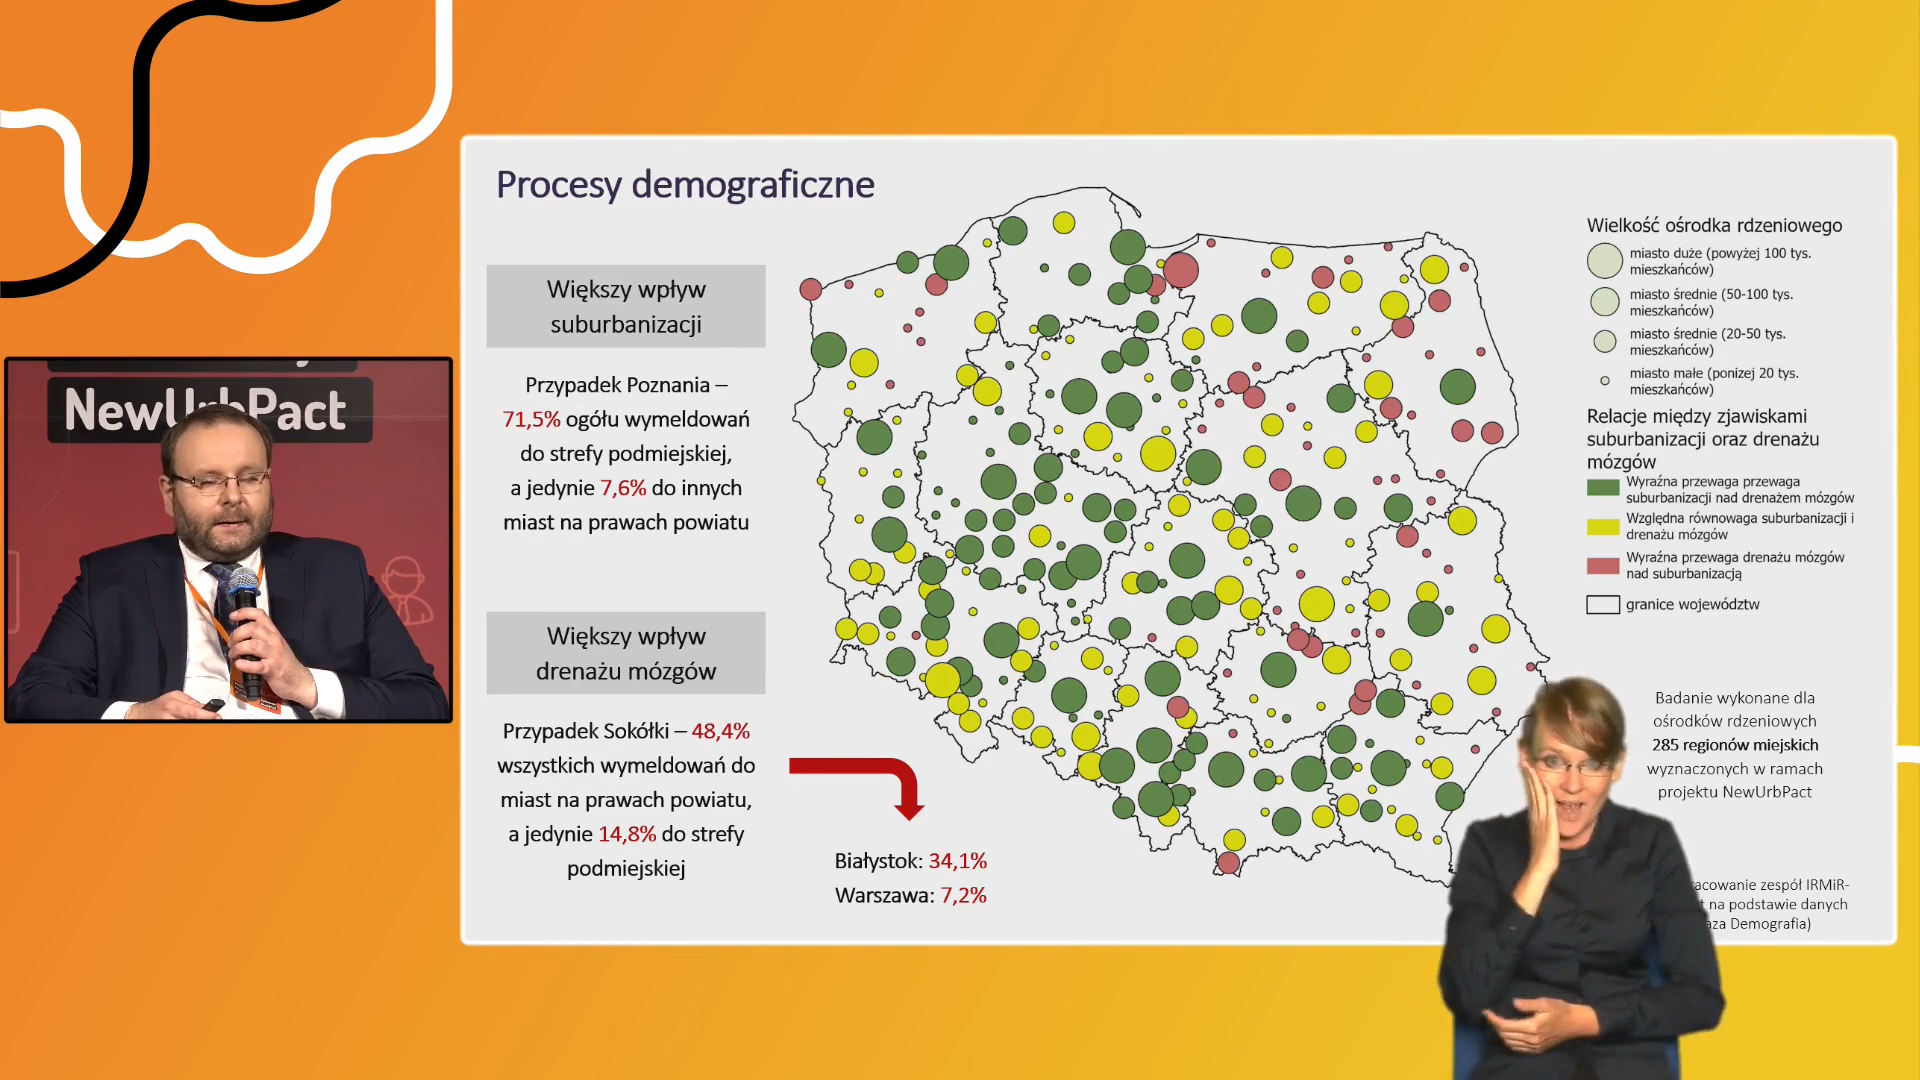 Procesy demograficzne
Większy wpływ
suburbanizacji
Przypadek Poznania –
71,5% ogółu wymeldowań
do strefy podmiejskiej,
a jedynie 7,6% do innych
miast na prawach powiatu
Większy wpływ
drenażu mózgów
Przypadek Sokółki – 48,4%
wszystkich wymeldowań do
miast na prawach powiatu,
a jedynie 14,8% do strefy
podmiejskiej
Białystok: 34,1%
Warszawa: 7,2%
Wielkość ośrodka rdzeniowego
miasto duże (powyżej 100 tys.
mieszkańców)
miasto średnie (50-100 tys.
mieszkańców)
miasto średnie (20-50 tys.
mieszkańców)
miasto małe (ponizej 20 tys.
mieszkańców)
Relacje między zjawiskami
suburbanizacji oraz drenażu
mózgów
Wyraźna przewaga przewaga
suburbanizacji nad drenażem mózgów
Względna równowaga suburbanizacji i
drenażu mózgów
Wyraźna przewaga drenażu mózgów
nad suburbanizacją
granice województw
Badanie wykonane dla
ośrodków rdzeniowych
285 regionów miejskich
wyznaczonych w ramach
projektu NewUrbPact
zespół IRMiR-
na podstawie danych
Demografia)
NewUrbPact